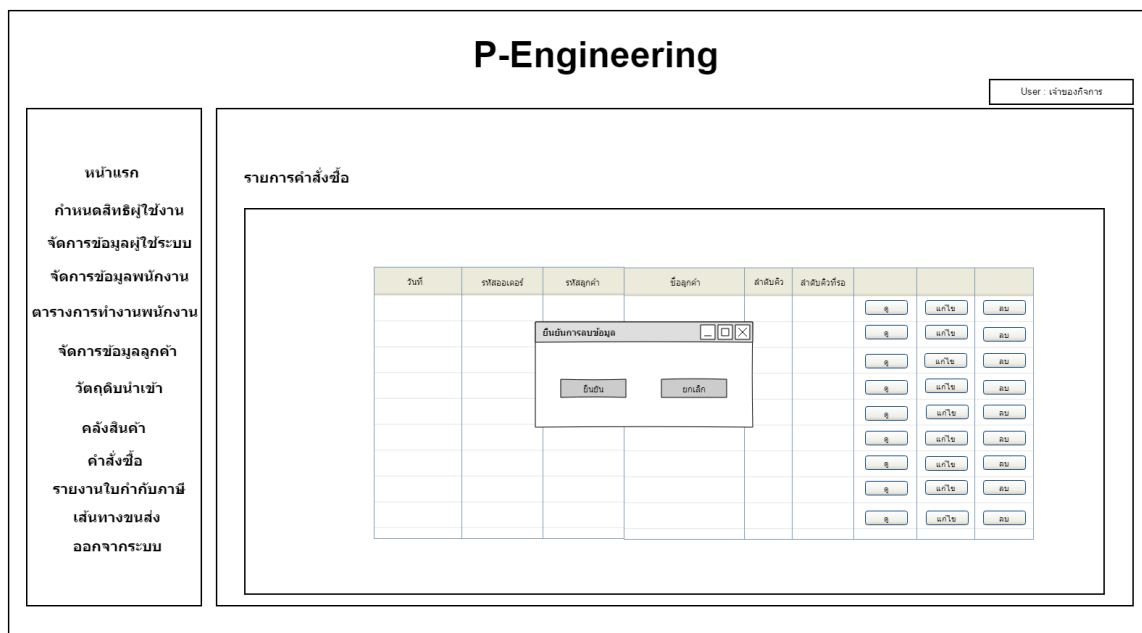 P-Engineering
User : เจ้าของกิจการ
หน้าแรก
กำหนดสิทธิผู้ใช้งาน
จัดการข้อมูลผู้ใช้ระบบ
จัดการข้อมูลพนักงาน
ตารางการทำงานพนักงาน
จัดการข้อมูลลูกค้า
วัตถุดิบนำเข้า
คลังสินค้า
คำสั่งซื้อ
รายงานใบกำกับภาษี
เส้นทางขนส่ง
ออกจากระบบ
รายการคำสั่งซื้อ
วันที่ รหัสออเดอร์ รหัสลูกค้า ชื่อลูกค้า ลำดับคิว ลำดับคิวที่รอ
ดู แก้ไข ลบ
ดู แก้ไข ลบ
ดู แก้ไข ลบ
ดู แก้ไข ลบ
ดู แก้ไข ลบ
ดู แก้ไข ลบ
ดู แก้ไข ลบ
ดู แก้ไข ลบ
ดู แก้ไข ลบ
ยืนยันการลบข้อมูล
ยืนยัน ยกเลิก